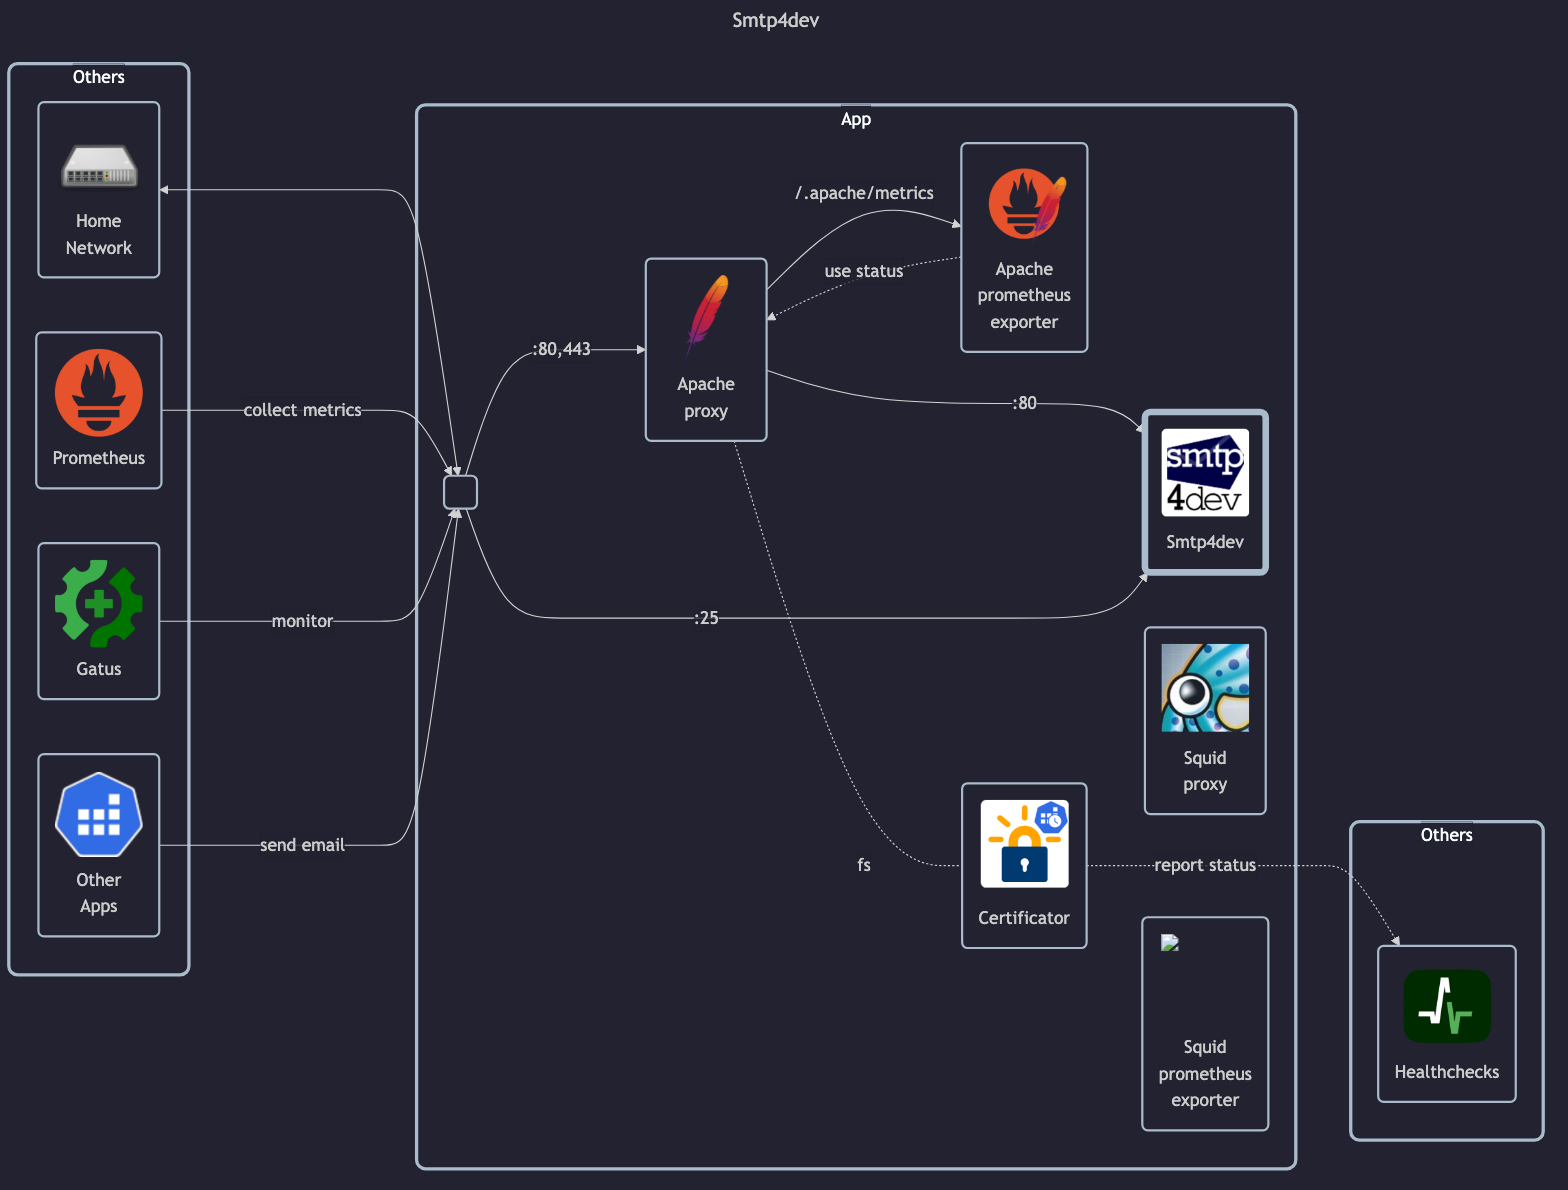 Smtp4dev
Others
Home
Network
Prometheus
collect metrics
Gatus
monitor
Other
Apps
send email
App
:80,443
Apache
proxy
/.apache/metrics
use status
Apache
prometheus
exporter
:80
smtp
4dev
Smtp4dev
:25
Squid
proxy
fs
Certificator
report status
Squid
prometheus
exporter
Others
Healthchecks